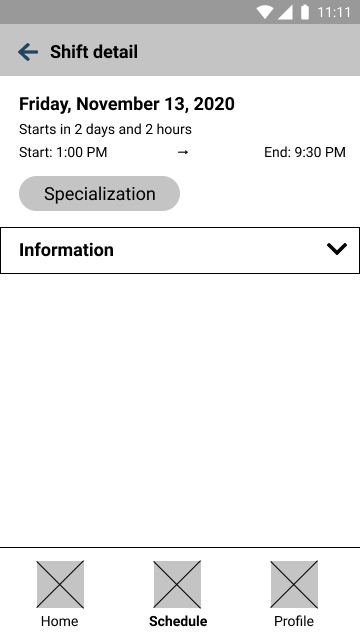 11:11
Shift detail
Friday, November 13, 2020
Starts in 2 days and 2 hours
Start: 1:00 PM → End: 9:30 PM
Specialization
Information
Home Schedule Profile